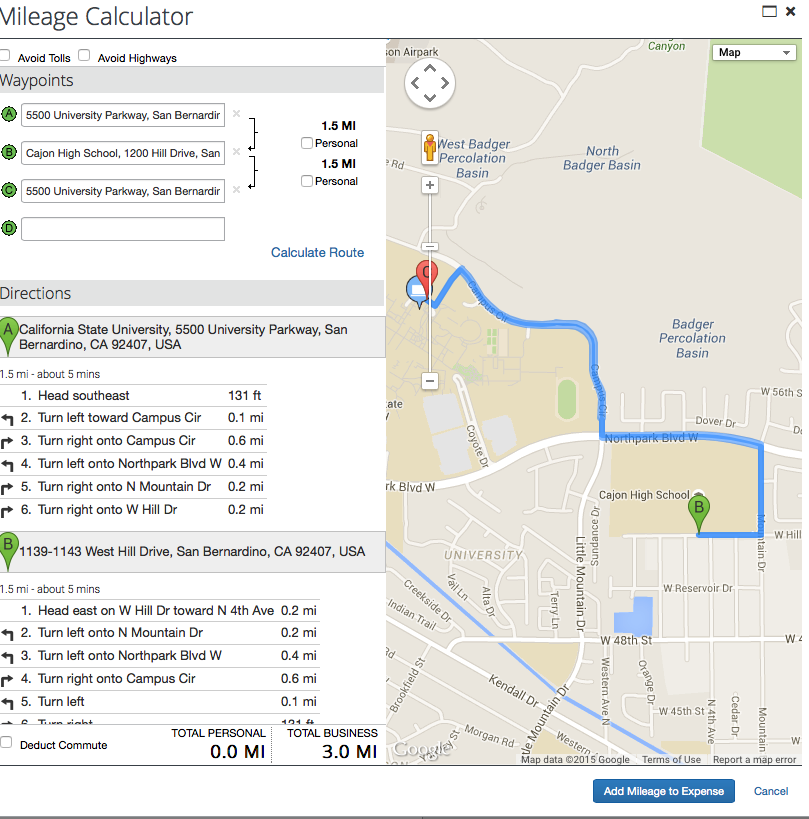 Mileage Calculator
Avoid Tolls Avoid Highways
Waypoints
A 5500 University Parkway, San Bernardir
1.5 MI
Personal
B Cajon High School, 1200 Hill Drive, San
1.5 MI
Personal
C 5500 University Parkway, San Bernardir
D
Calculate Route
Directions
A California State University, 5500 University Parkway, San
Bernardino, CA 92407, USA
1.5 mi - about 5 mins
1. Head southeast 131 ft
2. Turn left toward Campus Cir 0.1 mi
3. Turn right onto Campus Cir 0.6 mi
4. Turn left onto Northpark Blvd W 0.4 mi
5. Turn right onto N Mountain Dr 0.2 mi
6. Turn right onto W Hill Dr 0.2 mi
B 1139-1143 West Hill Drive, San Bernardino, CA 92407, USA
1.5 mi - about 5 mins
1. Head east on W Hill Dr toward N 4th Ave 0.2 mi
2. Turn left onto N Mountain Dr 0.2 mi
3. Turn left onto Northpark Blvd W 0.4 mi
4. Turn right onto Campus Cir 0.6 mi
5. Turn left 0.1 mi
6. Turn right 131 ft
Deduct Commute
TOTAL PERSONAL
0.0 MI
TOTAL BUSINESS
3.0 MI
son Airpark
Canyon
Map
West Badger
Percolation
Basin
North
Badger Basin
Rd
C
Campus Cir
Badger
Percolation
Basin
Campus Cir
W 56th S
Dover Dr
ate
y
Coyote Dr
Northpark Blvd W
rk Blvd W
Cajon High School
B
Mountain Dr
W Hill
Sundance Dr
Little Mountain Dr
UNIVERSITY
Vail Ln
Creekside Dr
Alta Dr
Terry Ln
W Reservoir Dr
Indian Trail
W 48th St
W 4
Rd
Brookfield St
Kendall Dr
Western Ave N
Orange Dr
W 45th St
N 4th Ave
Cedar Dr
Mountain
Morgan Rd
Western
tle Mountain Dr
W
Google
Map data ©2015 Google Terms of Use Report a map error
Add Mileage to Expense Cancel